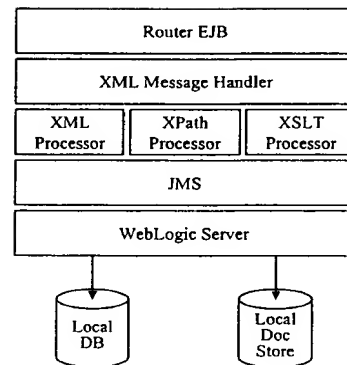 Router EJB
XML Message Handler
XML
Processor
XPath
Processor
XSLT
Processor
JMS
WebLogic Server
Local
DB
Local
Doc
Store